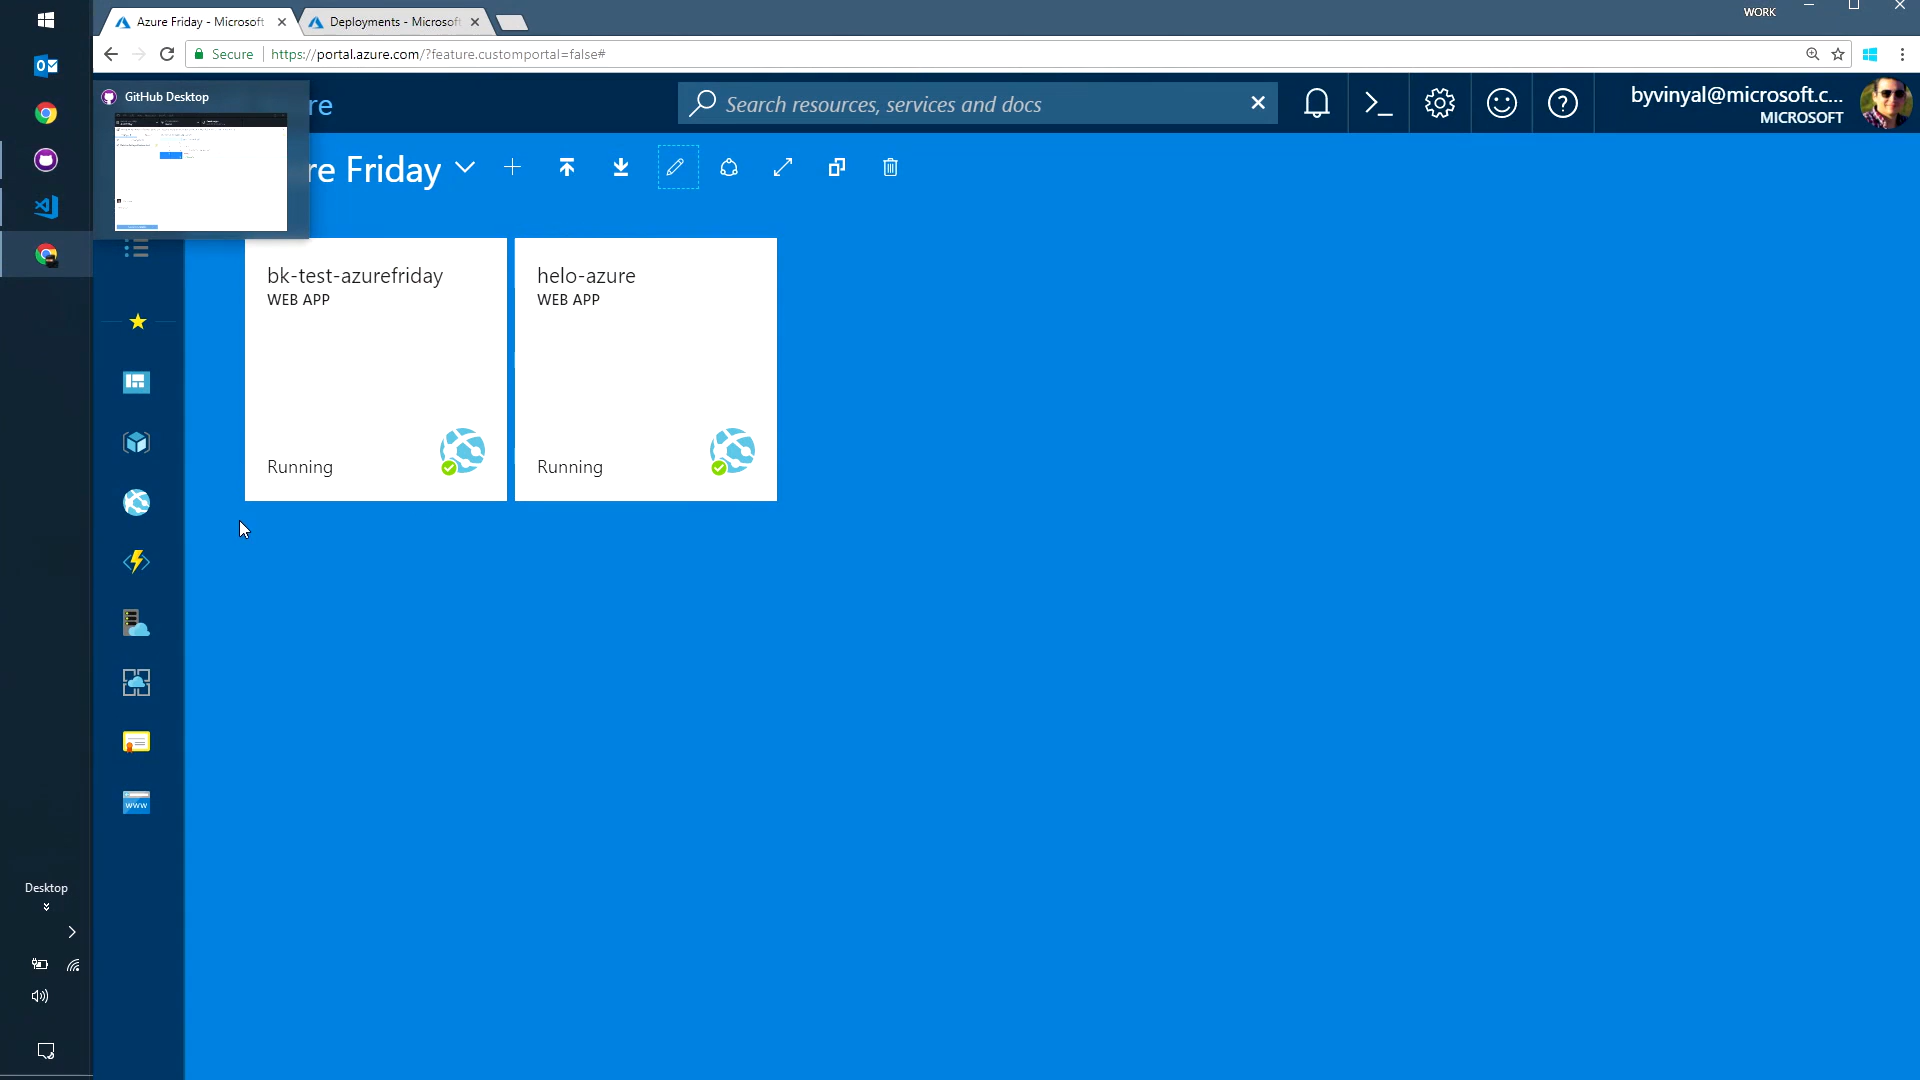 Azure Friday - Microsoft
Deployments - Microsof
WORK
Secure
https://portal.azure.com/?feature.customportal=false#
GitHub Desktop
re
Search resources, services and docs
byvinyal@microsoft.c...
MICROSOFT
re Friday
bk-test-azurefriday
WEB APP
Running
helo-azure
WEB APP
Running
www
Desktop